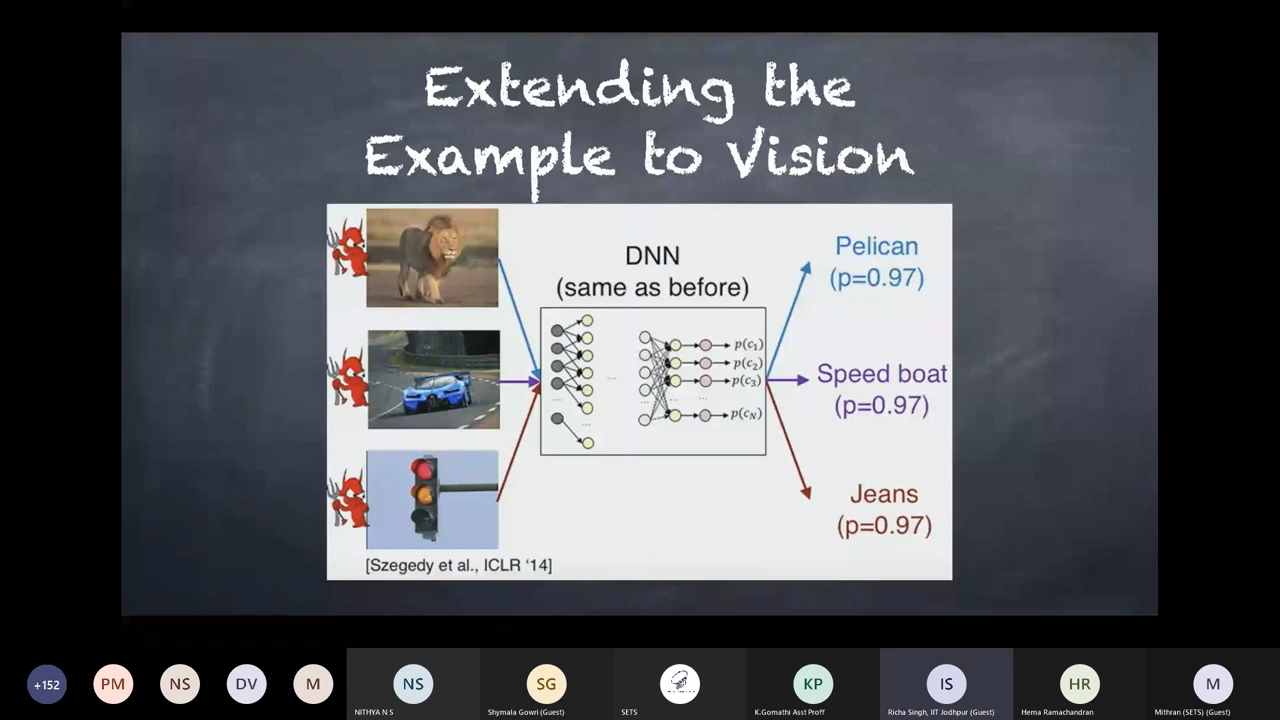 Extending the
Example to Vision
DNN
(same as before)
p(c₁)
p(c₂)
p(c₃)
p(c_N)
Pelican
(p=0.97)
Speed boat
(p=0.97)
Jeans
(p=0.97)
[Szegedy et al., ICLR ‘14]
+152
PM
NS
DV
M
NS
NITHYA N S
SG
Shymala Gowri (Guest)
SETS
KP
K.Gomathi Asst Proff
IS
Richa Singh, IIT Jodhpur (Guest)
HR
Hema Ramachandran
M
Mithran (SETS) (Guest)